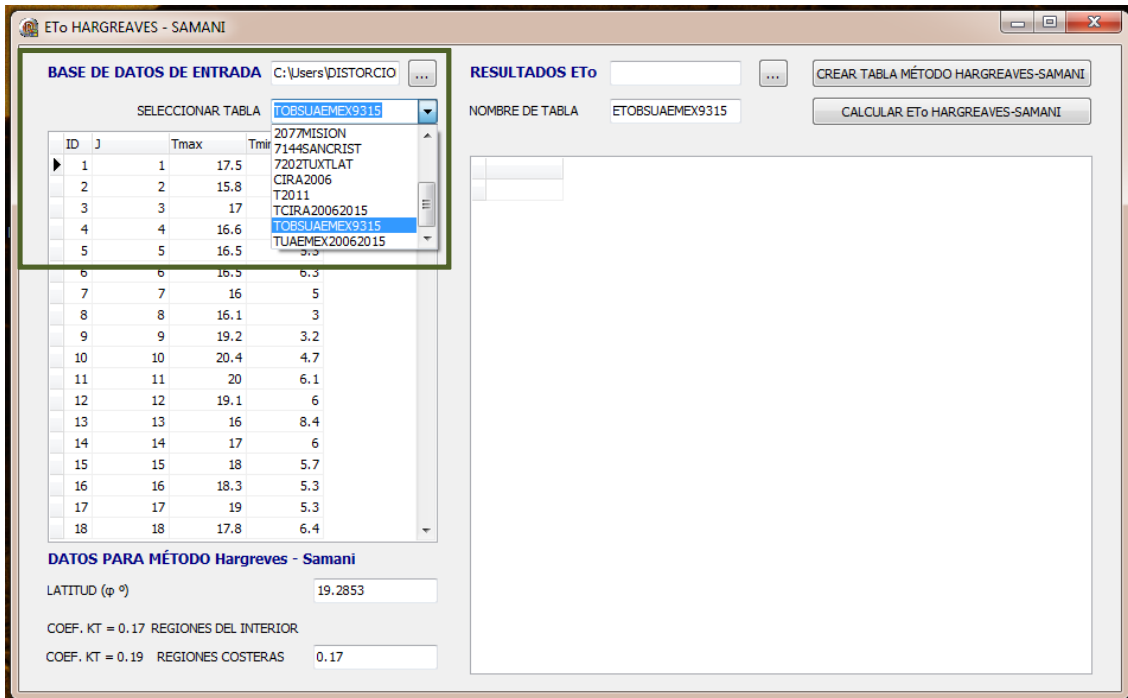 ETo HARGREAVES - SAMANI
BASE DE DATOS DE ENTRADA C:\Users\DISTORCIO ...
SELECCIONAR TABLA TOBSUAEMEX9315
2077MISION
7144SANCRIST
7202TUXTLAT
CIRA2006
T2011
TCIRA20062015
TOBSUAEMEX9315
TUAEMEX20062015
ID J Tmax
1 1 17.5
2 2 15.8
3 3 17
4 4 16.6
5 5 16.5 5.3
6 6 16.5 6.3
7 7 16 5
8 8 16.1 3
9 9 19.2 3.2
10 10 20.4 4.7
11 11 20 6.1
12 12 19.1 6
13 13 16 8.4
14 14 17 6
15 15 18 5.7
16 16 18.3 5.3
17 17 19 5.3
18 18 17.8 6.4
DATOS PARA MÉTODO Hargreves - Samani
LATITUD (φ º) 19.2853
COEF. KT = 0.17 REGIONES DEL INTERIOR
COEF. KT = 0.19 REGIONES COSTERAS 0.17
RESULTADOS ETo ... CREAR TABLA MÉTODO HARGREAVES-SAMANI
NOMBRE DE TABLA ETOBSUAEMEX9315 CALCULAR ETo HARGREAVES-SAMANI